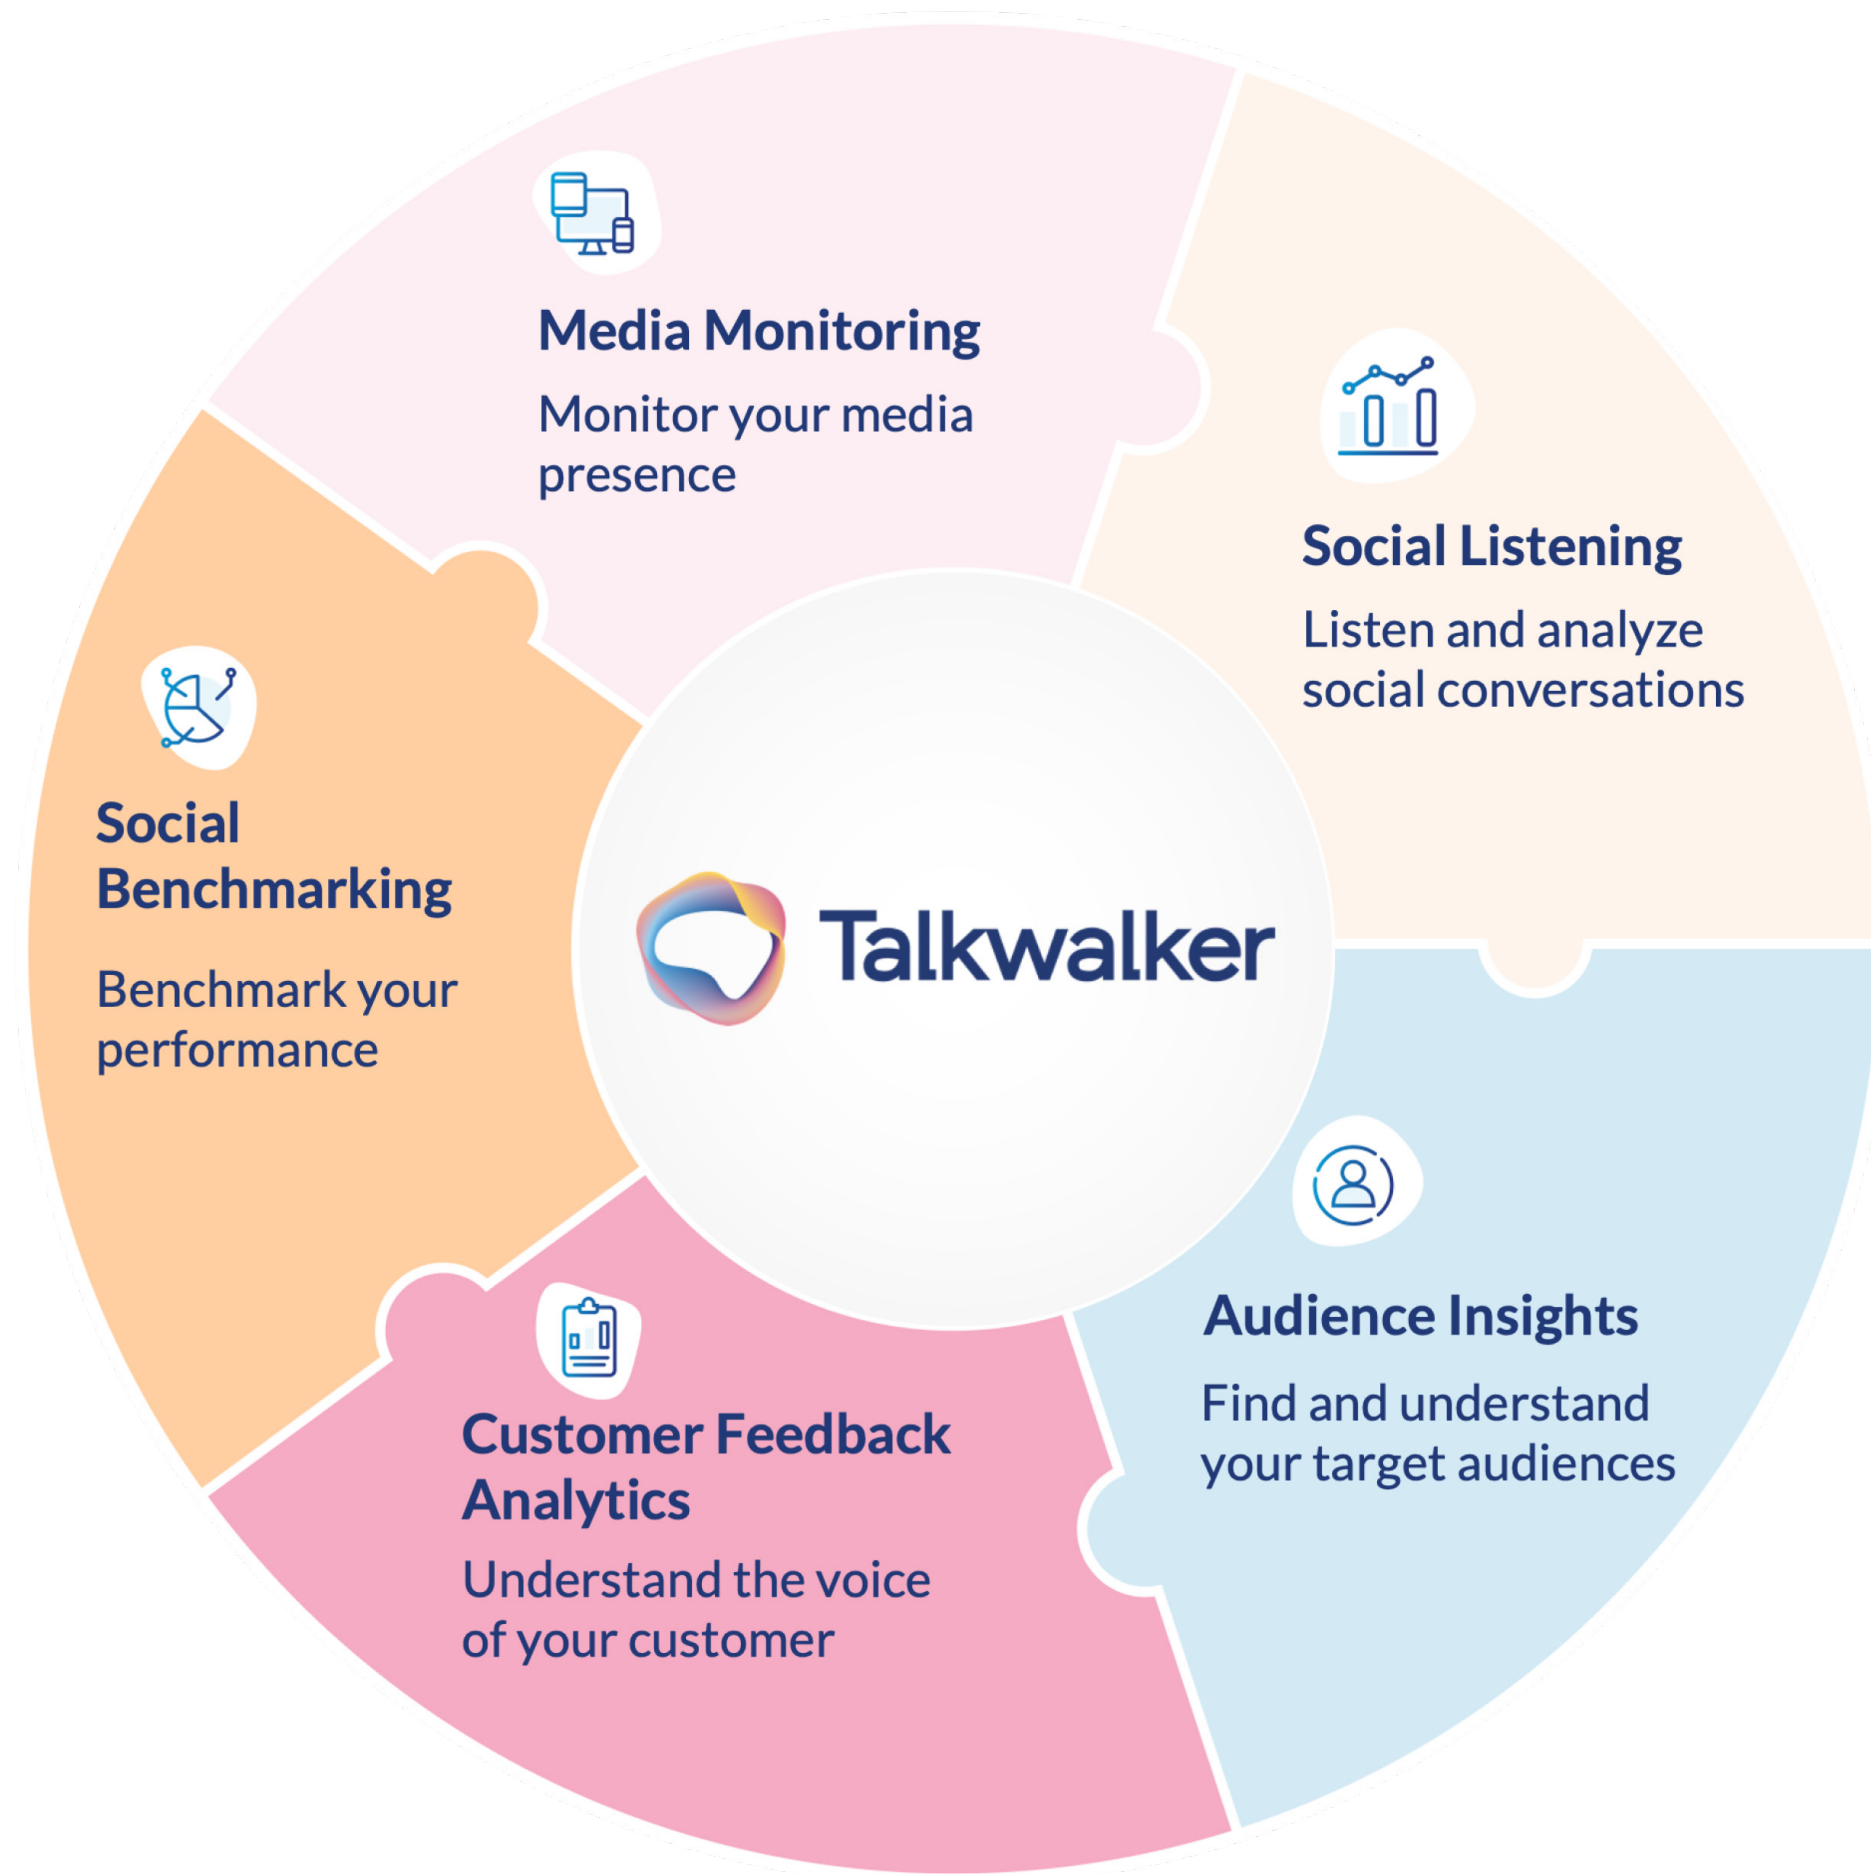 Media Monitoring
Monitor your media
presence
Social Listening
Listen and analyze
social conversations
Social
Benchmarking
Benchmark your
performance
Talkwalker
Audience Insights
Find and understand
your target audiences
Customer Feedback
Analytics
Understand the voice
of your customer